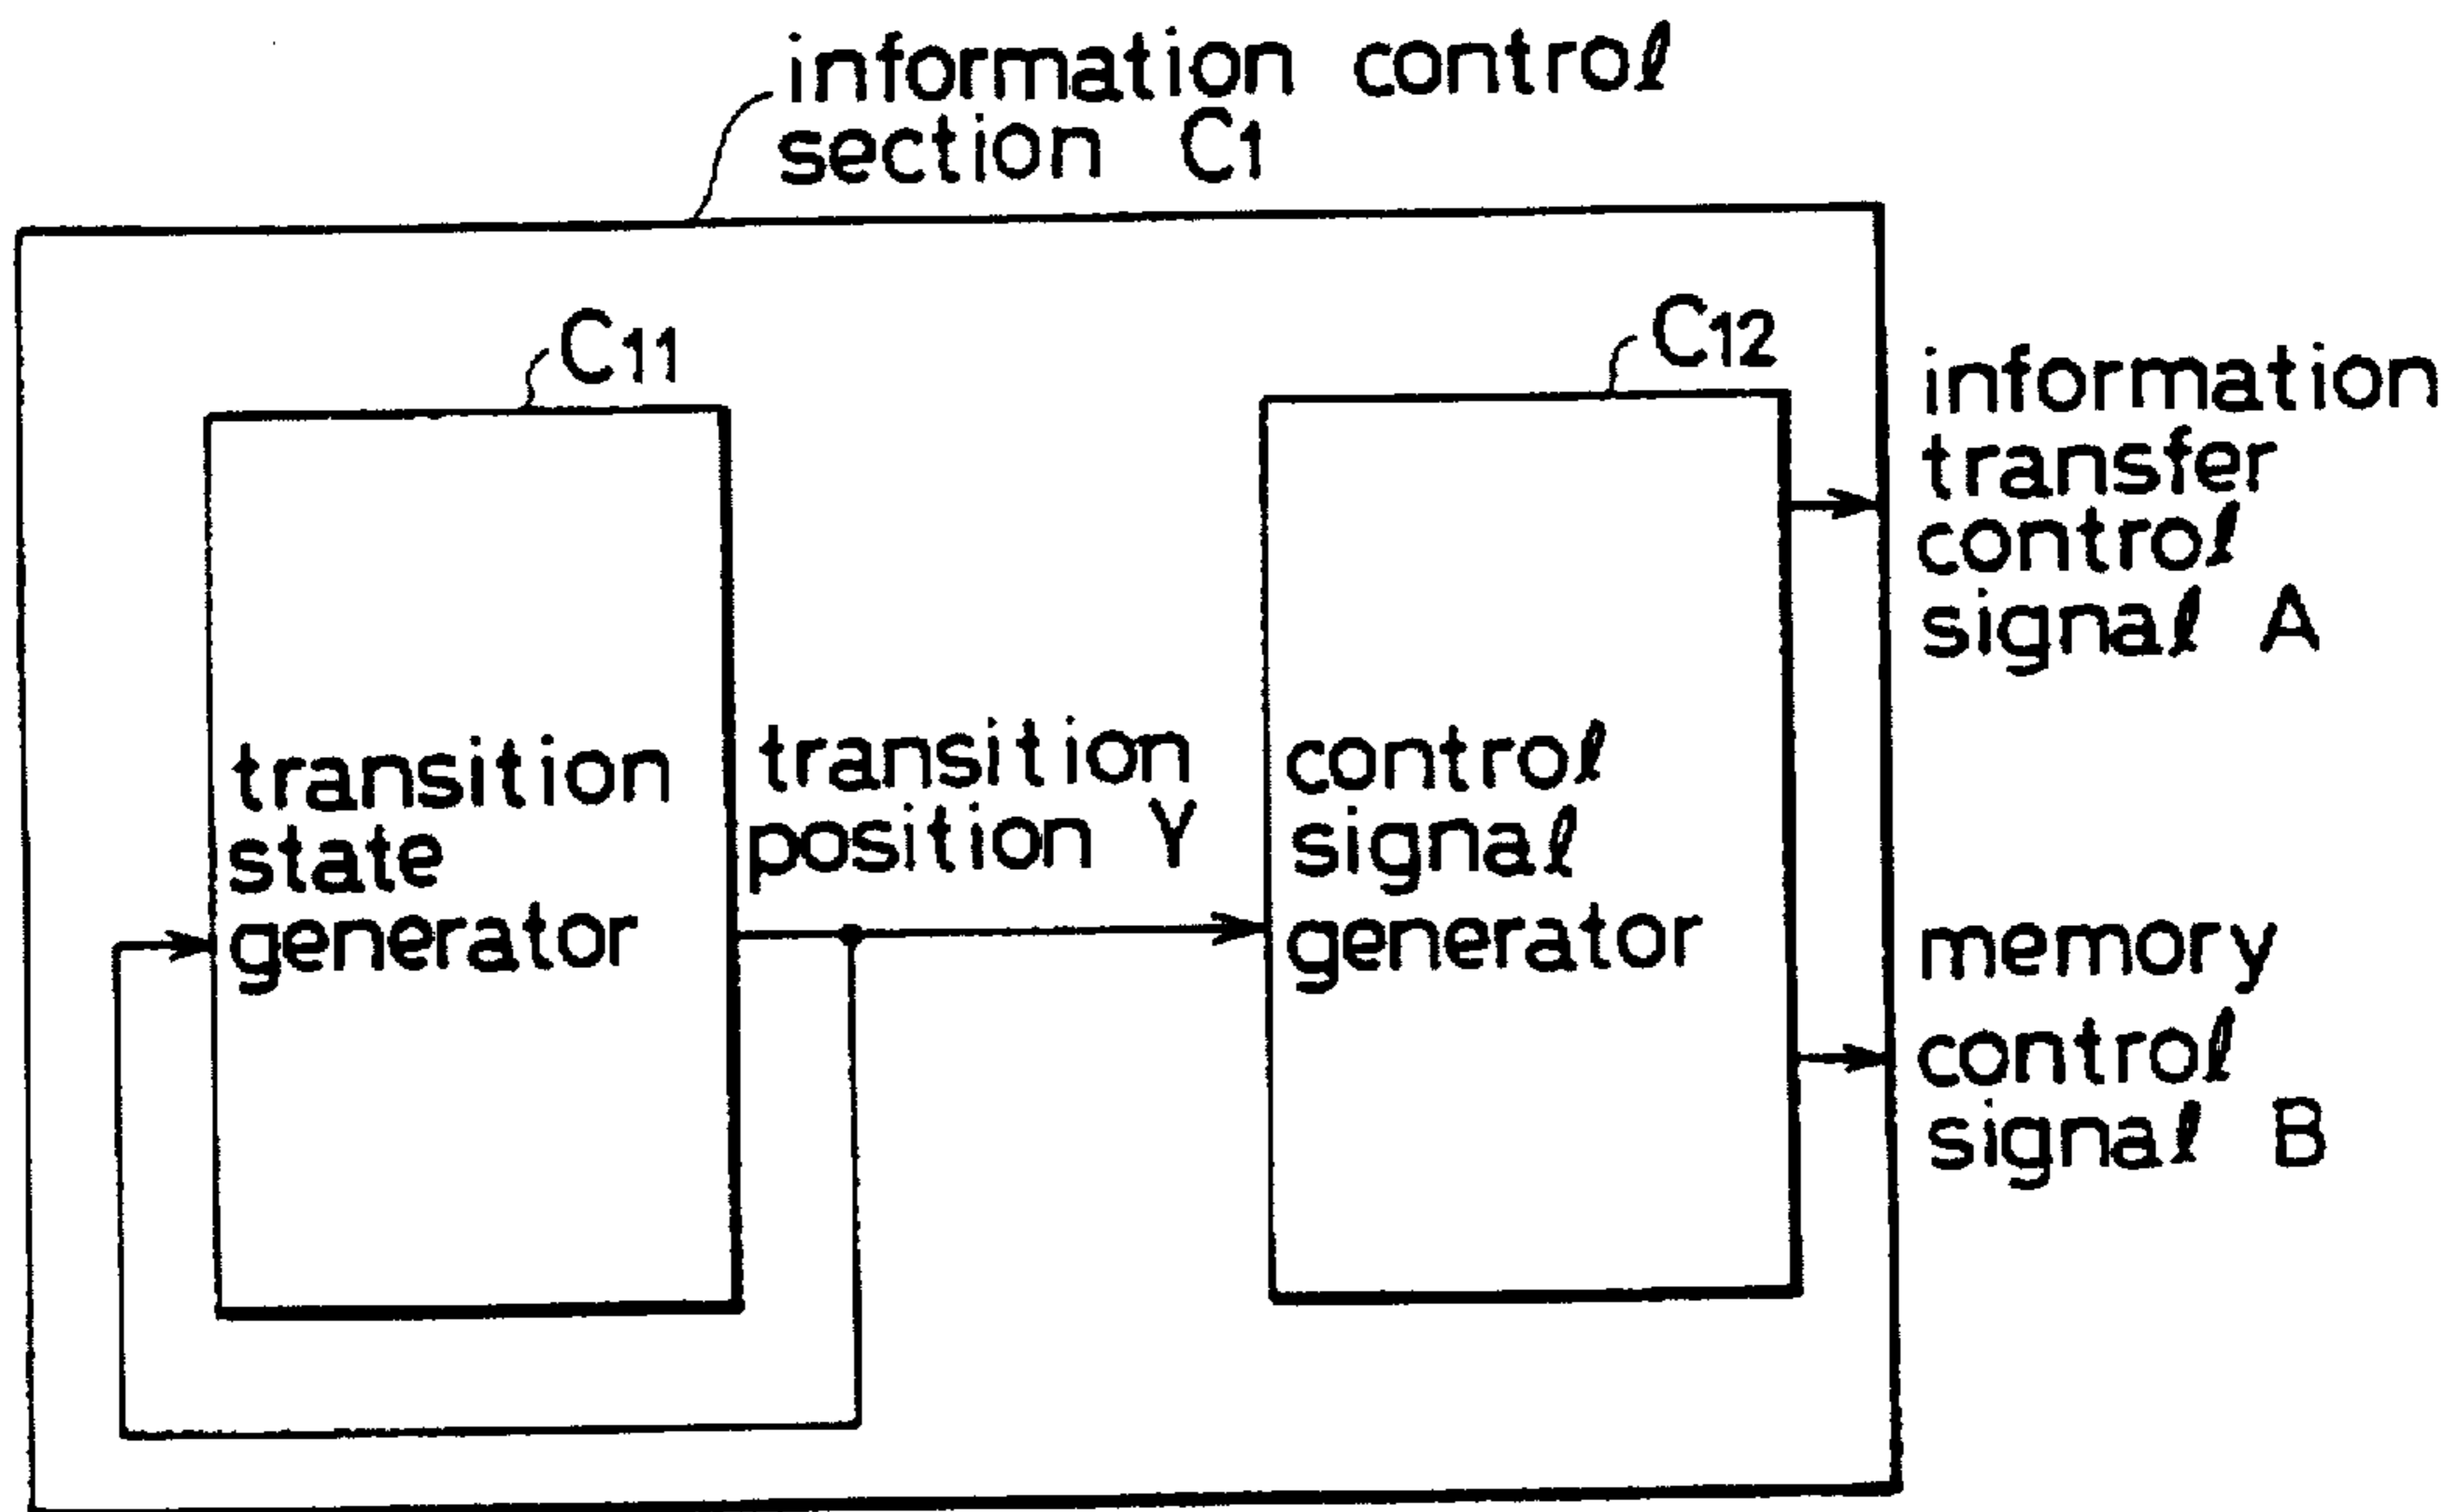 information control
section C1
C11
C12
transition
state
generator
transition
position Y
control
signal
generator
information
transfer
control
signal A
memory
control
signal B